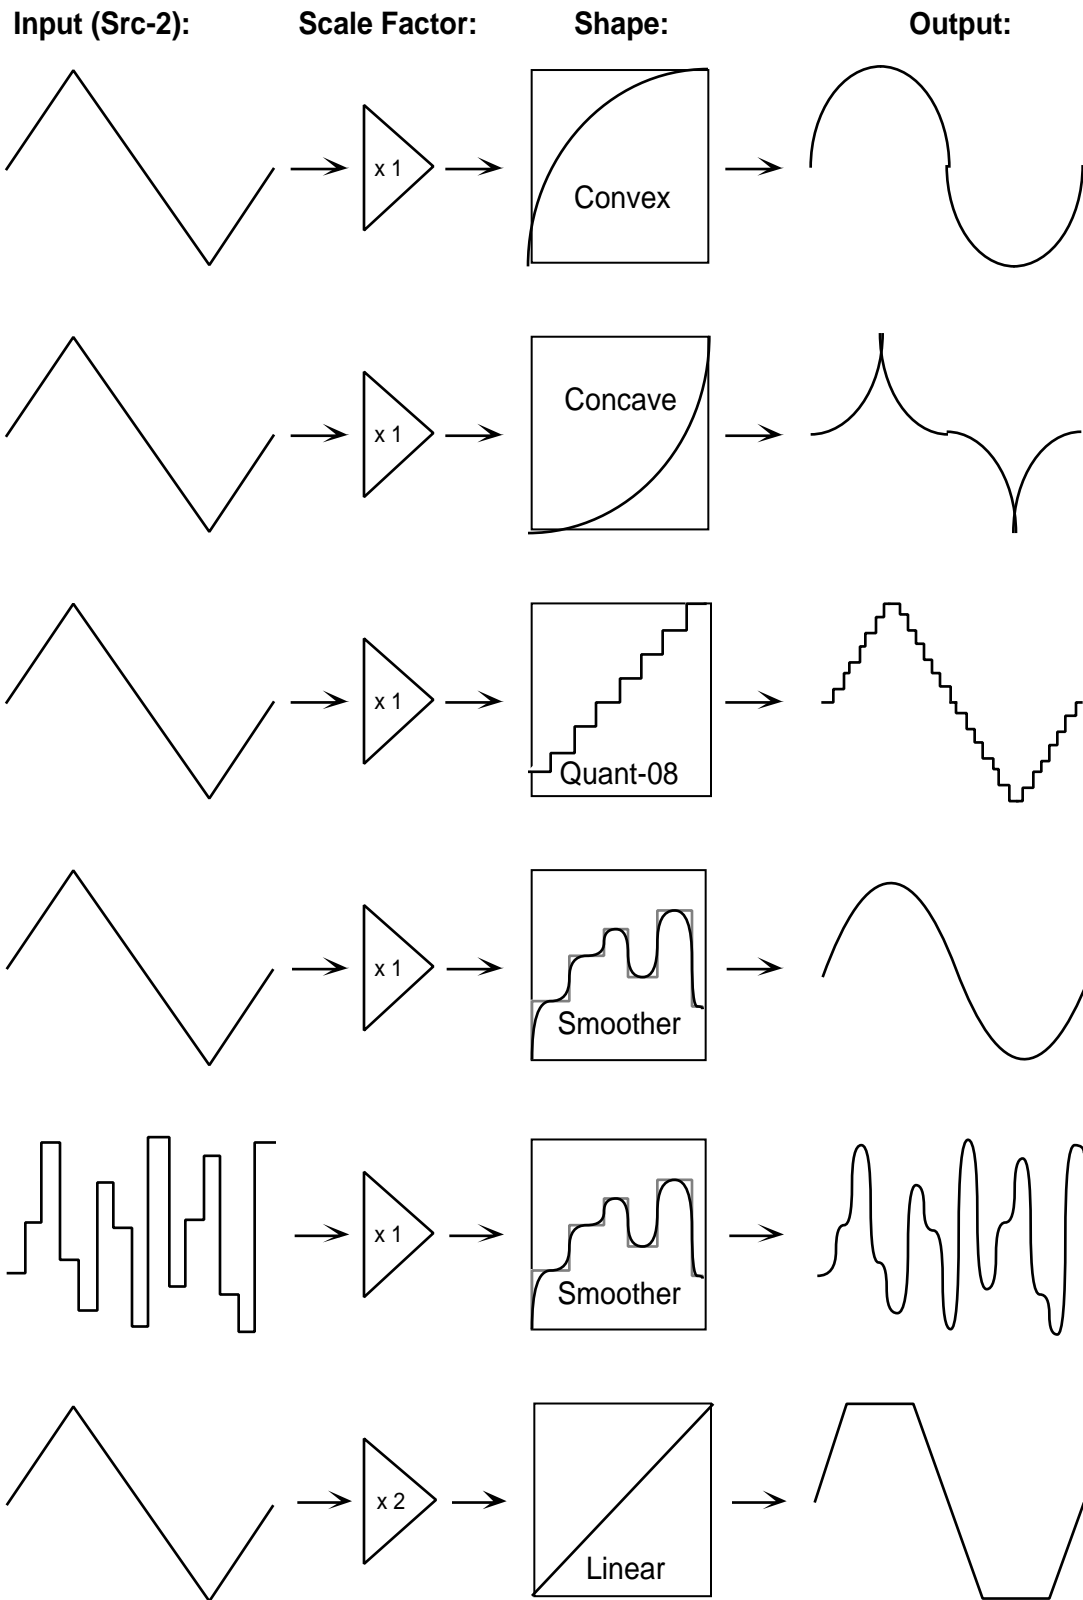 Input (Src-2): Scale Factor: Shape: Output:
x 1
Convex
x 1
Concave
x 1
Quant-08
x 1
Smoother
x 1
Smoother
x 2
Linear